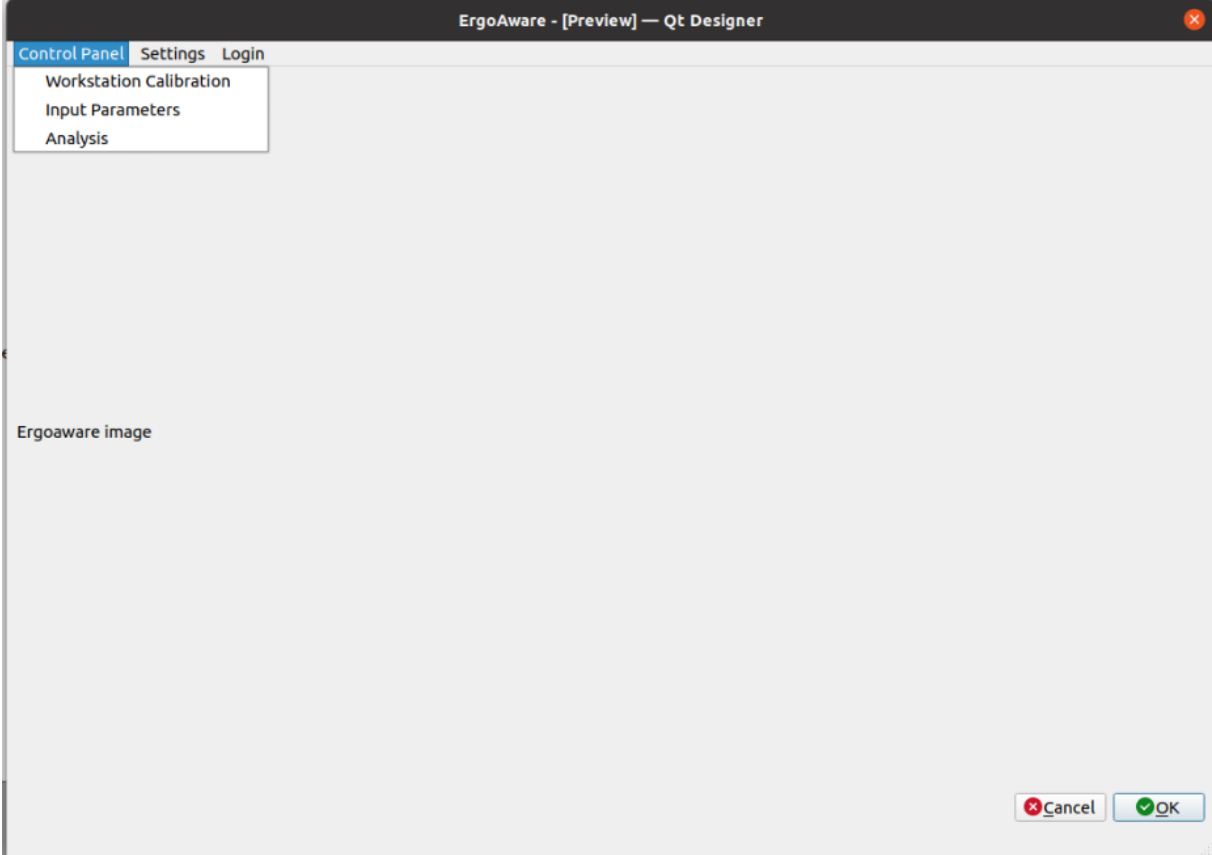 ErgoAware - [Preview] — Qt Designer
Control Panel Settings Login
Workstation Calibration
Input Parameters
Analysis
Ergoaware image
Cancel OK